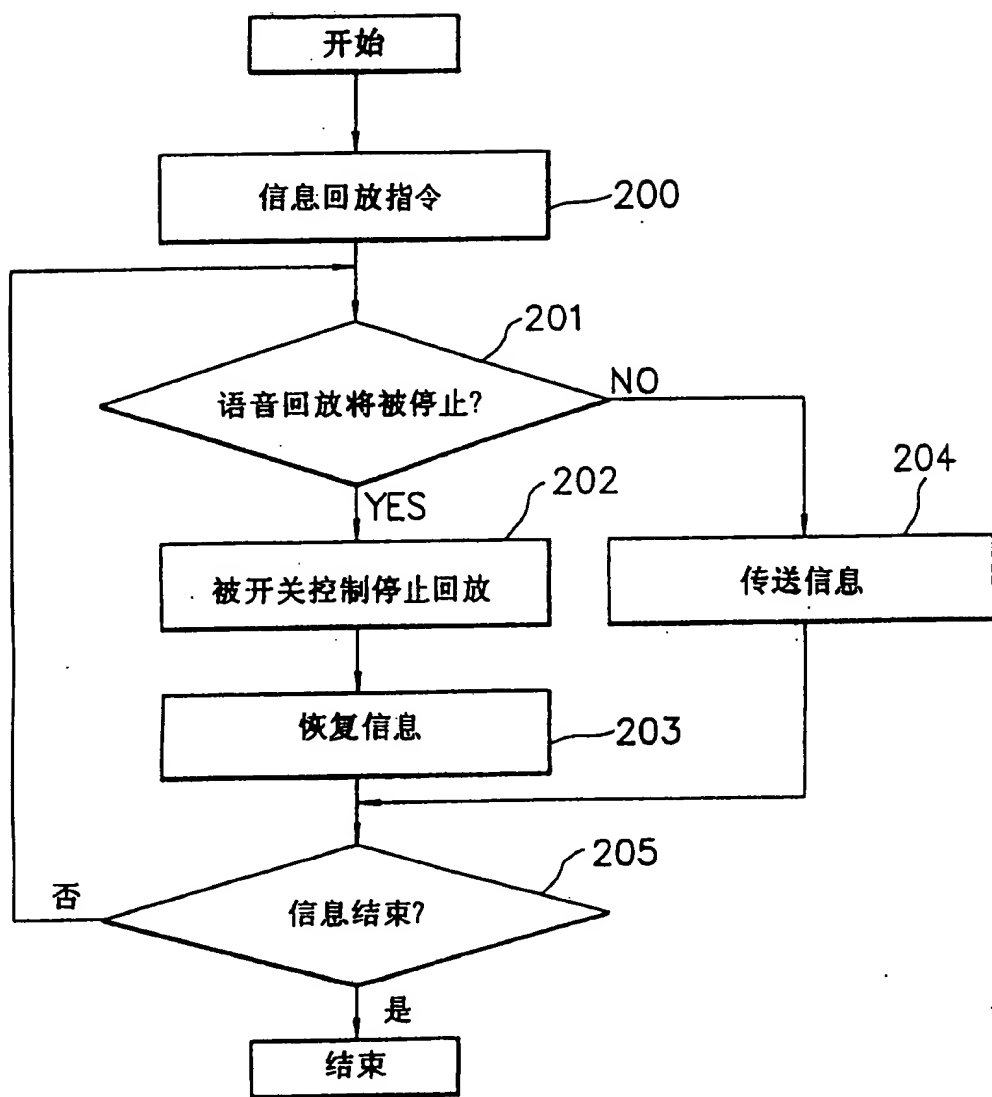 开始
信息回放指令
200
201
语音回放将被停止?
NO
YES
202
204
被开关控制停止回放
传送信息
恢复信息
203
205
否
信息结束?
是
结束